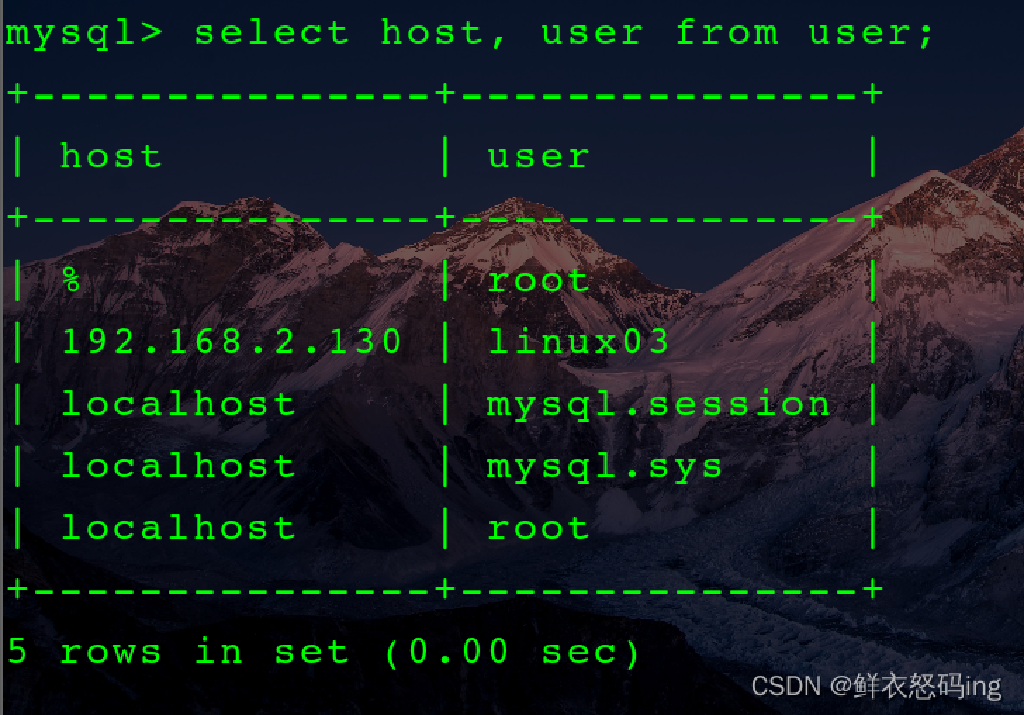 mysql> select host, user from user;
+---------------+---------------+
| host          | user          |
+---------------+---------------+
| %             | root          |
| 192.168.2.130 | linux03       |
| localhost     | mysql.session |
| localhost     | mysql.sys     |
| localhost     | root          |
+---------------+---------------+
5 rows in set (0.00 sec)
CSDN @鲜衣怒码ing